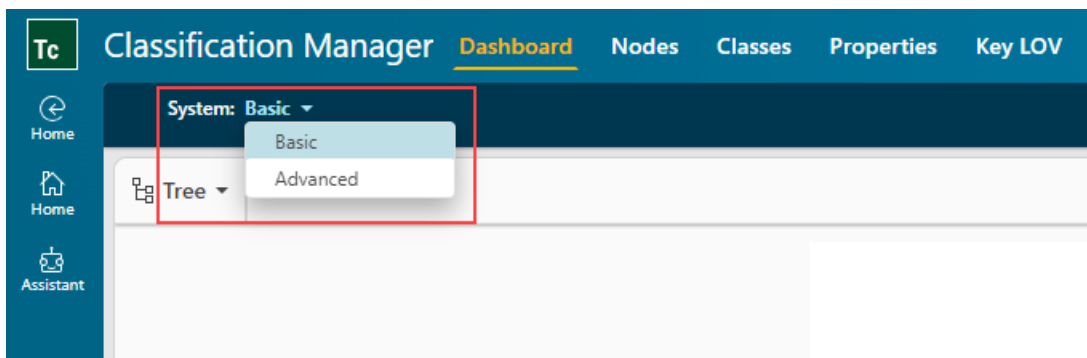 Tc Classification Manager Dashboard Nodes Classes Properties Key LOV
Home
System: Basic
Basic
Advanced
Home
Tree
Assistant